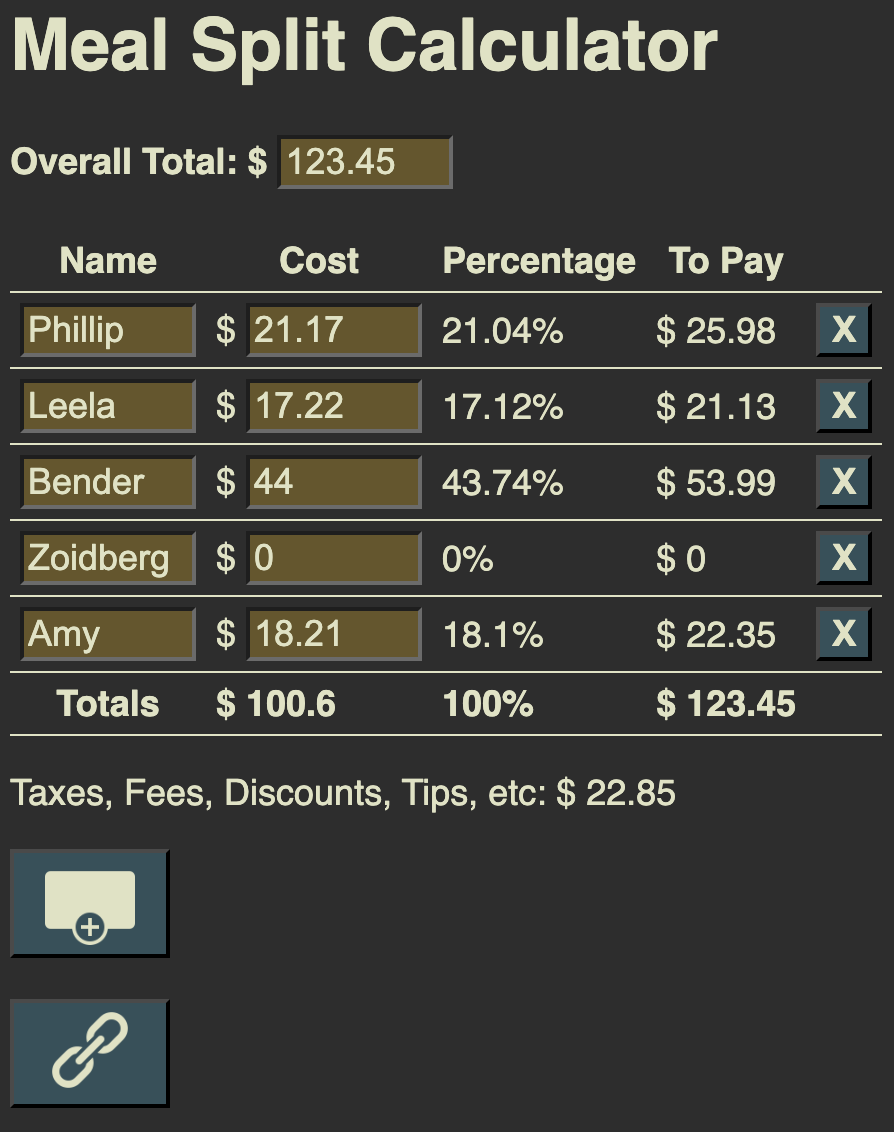 Meal Split Calculator
Overall Total: $ 123.45
Name Cost Percentage To Pay
Phillip $ 21.17 21.04% $ 25.98 X
Leela $ 17.22 17.12% $ 21.13 X
Bender $ 44 43.74% $ 53.99 X
Zoidberg $ 0 0% $ 0 X
Amy $ 18.21 18.1% $ 22.35 X
Totals $ 100.6 100% $ 123.45
Taxes, Fees, Discounts, Tips, etc: $ 22.85